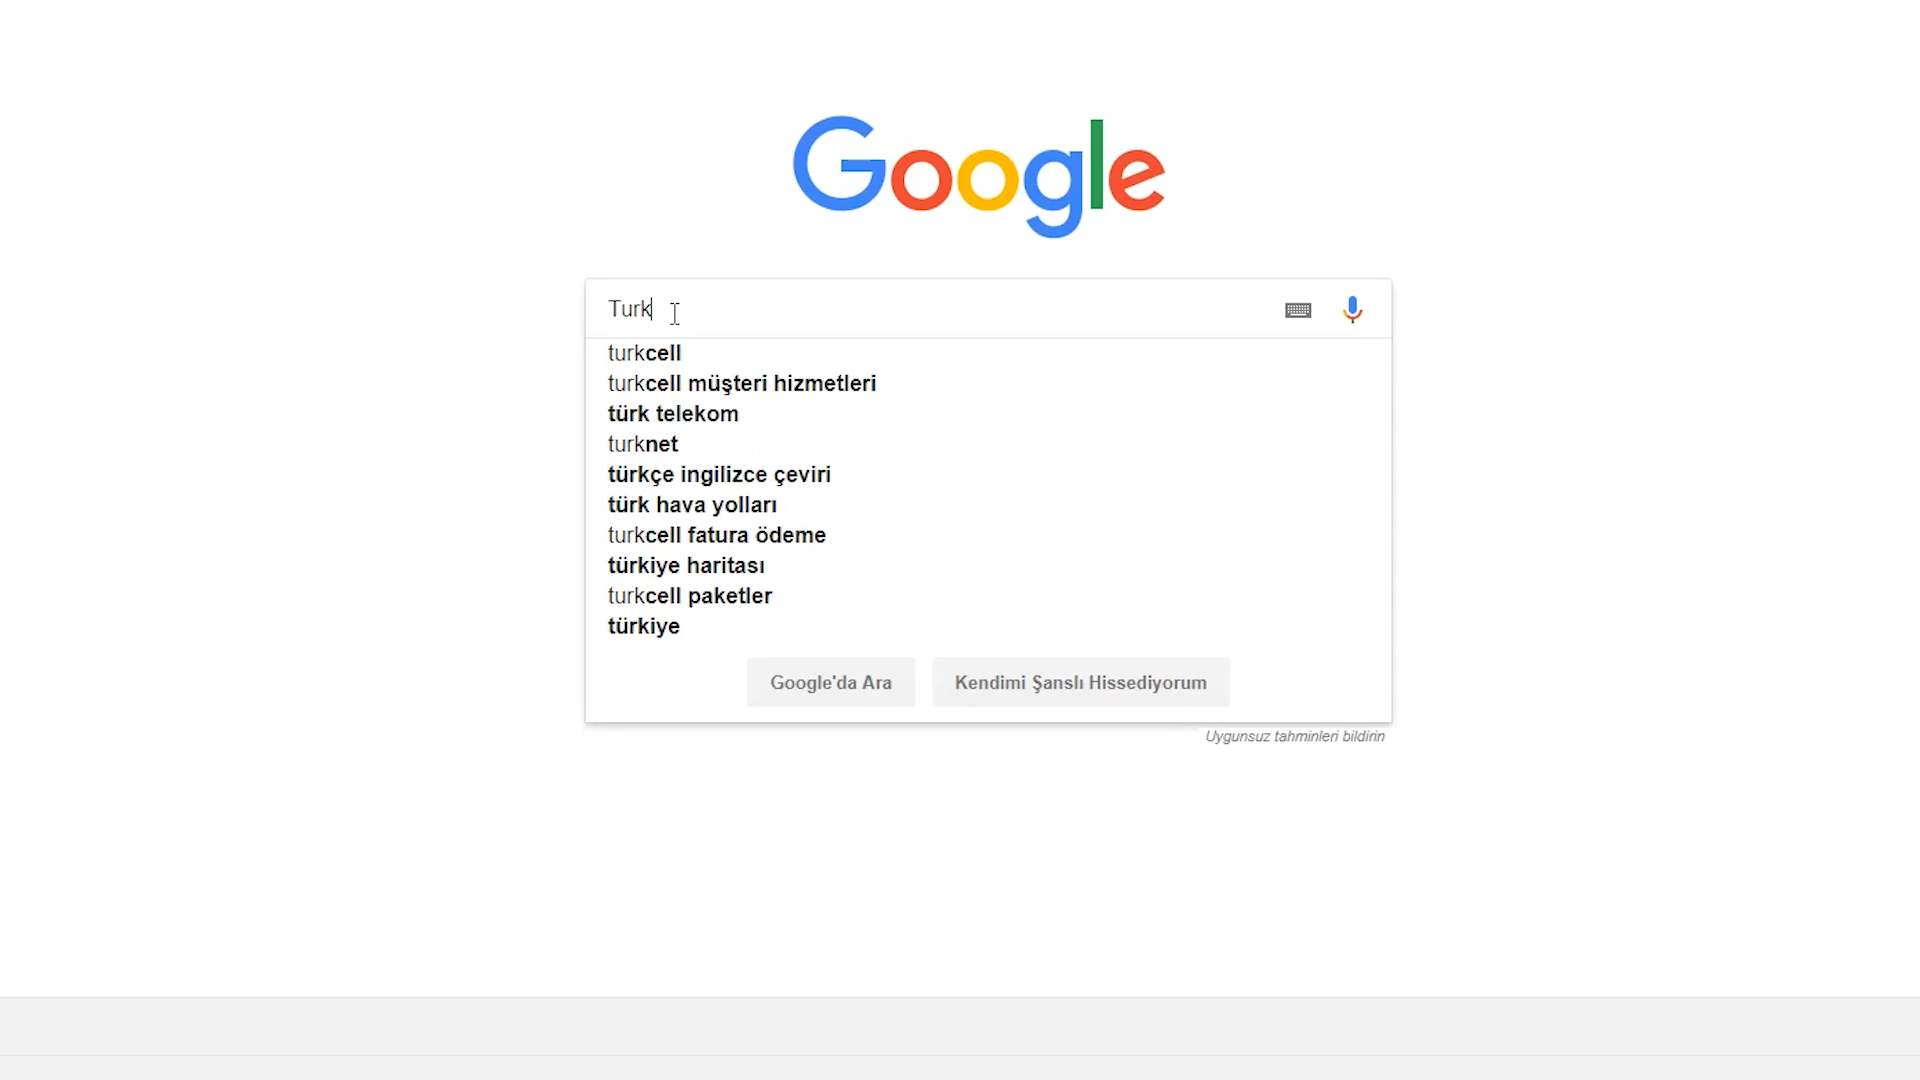 Google
Turk
turkcell
turkcell müşteri hizmetleri
türk telekom
turknet
türkçe ingilizce çeviri
türk hava yolları
turkcell fatura ödeme
türkiye haritası
turkcell paketler
türkiye
Google'da Ara
Kendimi Şanslı Hissediyorum
Uygunsuz tahminleri bildirin